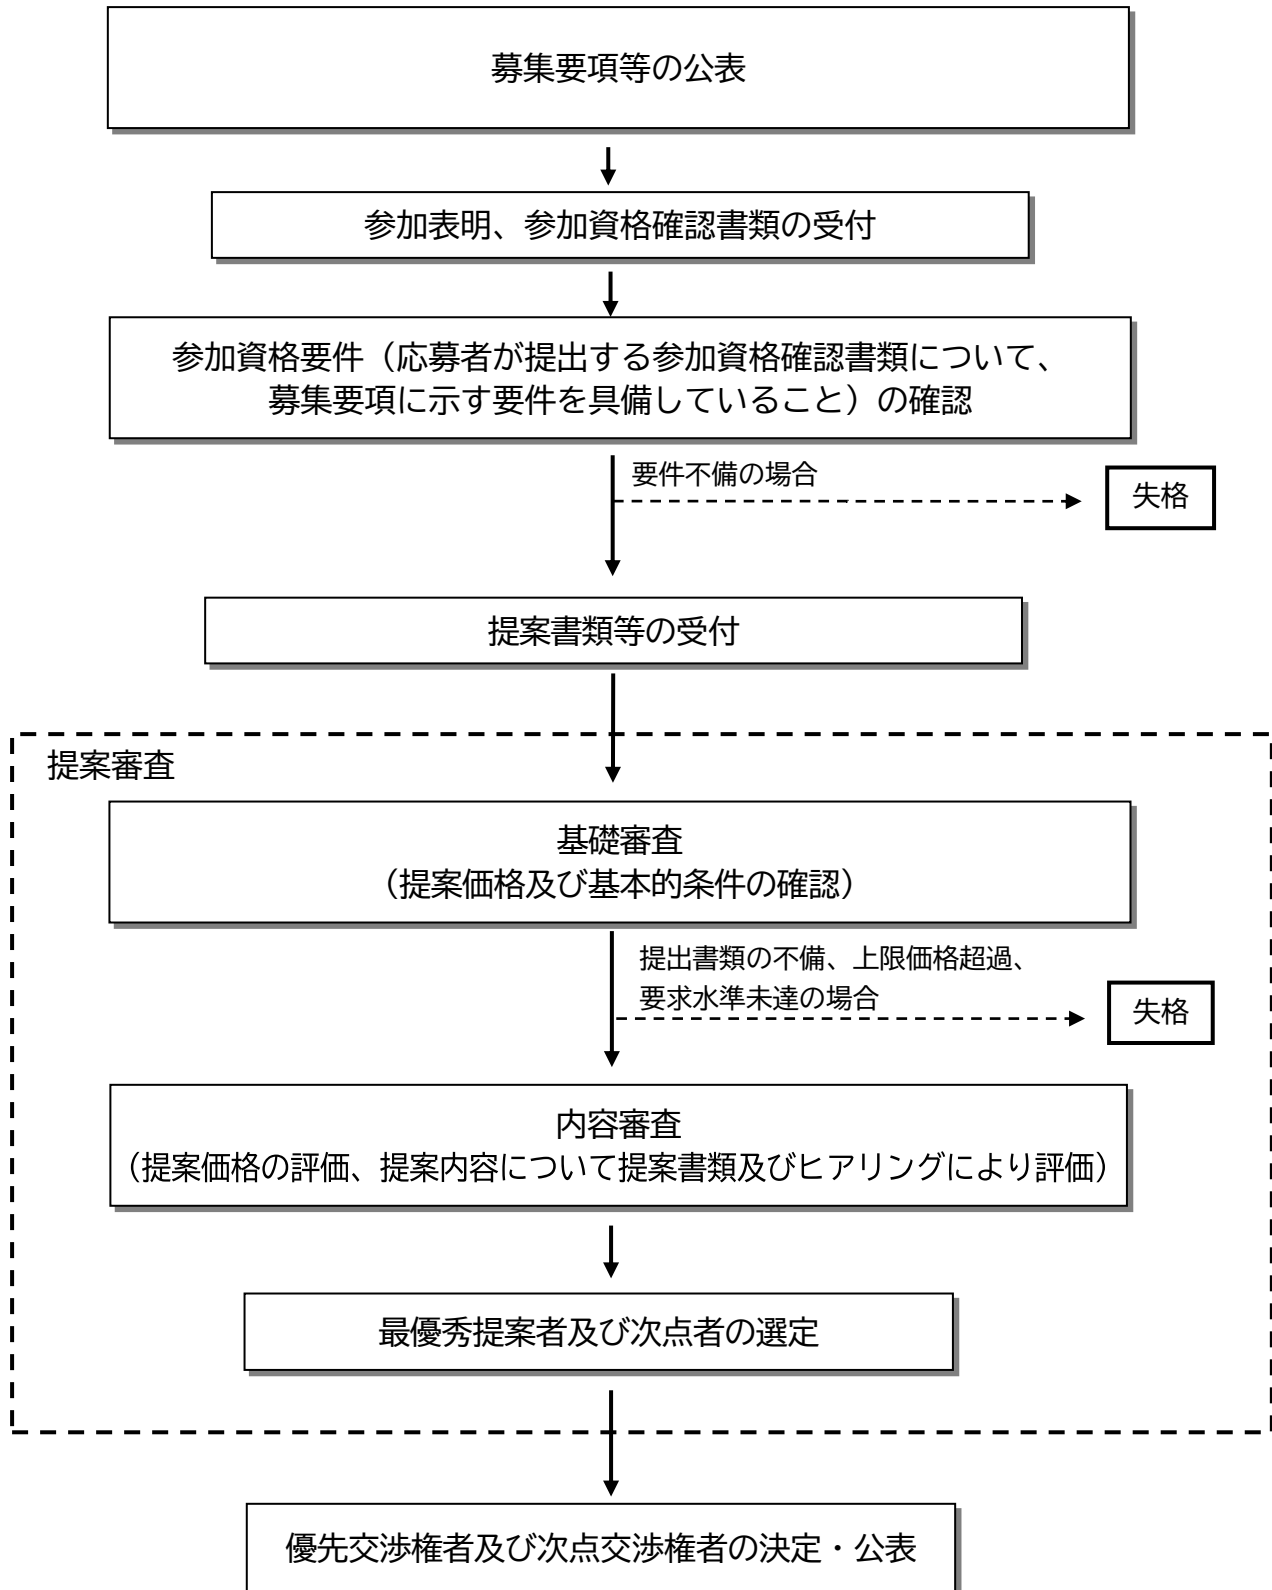 募集要項等の公表
参加表明、参加資格確認書類の受付
参加資格要件（応募者が提出する参加資格確認書類について、
募集要項に示す要件を具備していること）の確認
要件不備の場合
失格
提案書類等の受付
提案審査
基礎審査
（提案価格及び基本的条件の確認）
提出書類の不備、上限価格超過、
要求水準未達の場合
失格
内容審査
（提案価格の評価、提案内容について提案書類及びヒアリングにより評価）
最優秀提案者及び次点者の選定
優先交渉権者及び次点交渉権者の決定・公表